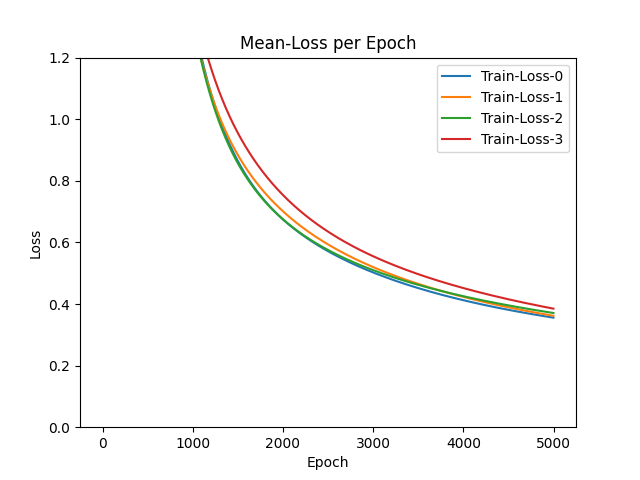 Mean-Loss per Epoch
Train-Loss-0
Train-Loss-1
Train-Loss-2
Train-Loss-3
Loss
1.2
1.0
0.8
0.6
0.4
0.2
0.0
0 1000 2000 3000 4000 5000
Epoch